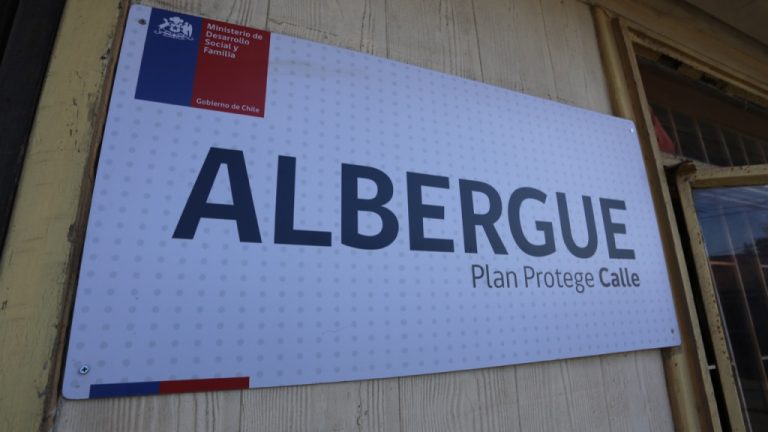 Ministerio de
Desarrollo
Social y
Familia
Gobierno de Chile
ALBERGUE
Plan Protege Calle